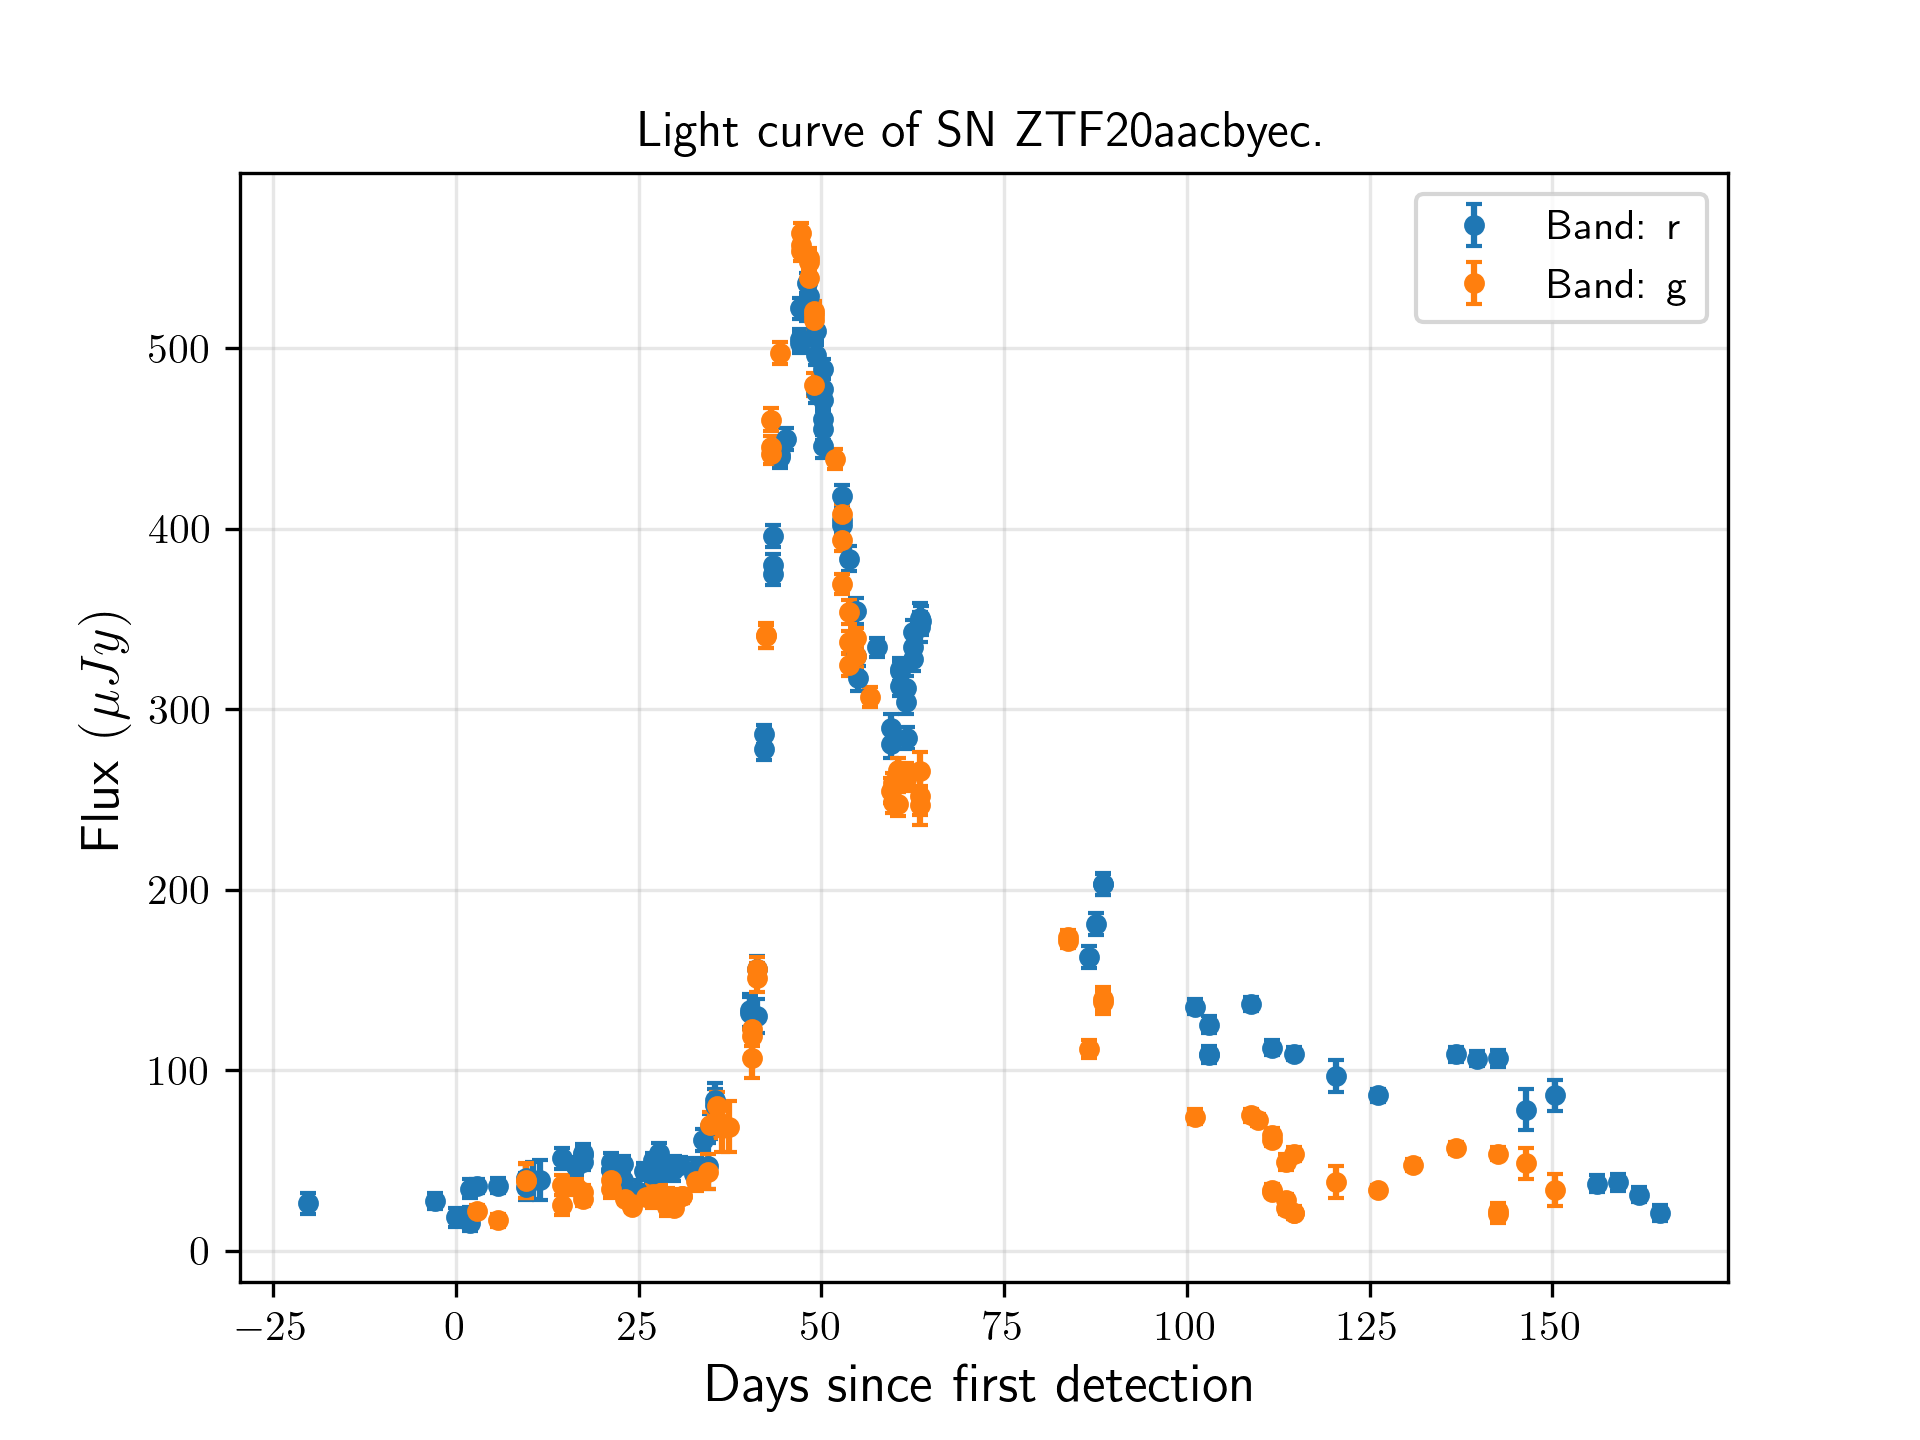 Light curve of SN ZTF20aacbyec.
Band: r
Band: g
500
400
300
200
100
0
Flux (μJy)
−25 0 25 50 75 100 125 150
Days since first detection